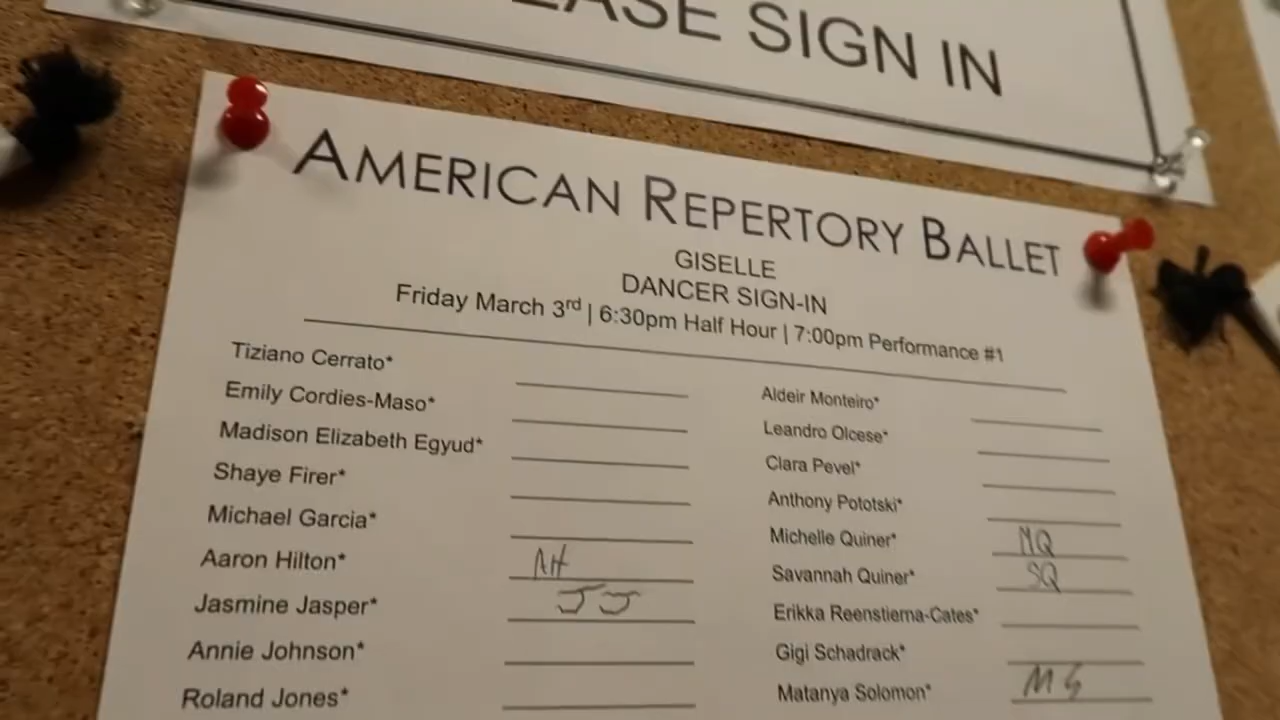 EASE SIGN IN
AMERICAN REPERTORY BALLET
GISELLE
DANCER SIGN-IN
Friday March 3rd | 6:30pm Half Hour | 7:00pm Performance #1
Tiziano Cerrato*
Emily Cordies-Maso*
Madison Elizabeth Egyud*
Shaye Firer*
Michael Garcia*
Aaron Hilton* AH
Jasmine Jasper* JJ
Annie Johnson*
Roland Jones*
Aldeir Monteiro*
Leandro Olcese*
Clara Pevel*
Anthony Pototski*
Michelle Quiner* MQ
Savannah Quiner* SQ
Erikka Reenstierna-Cates*
Gigi Schadrack*
Matanya Solomon* MS